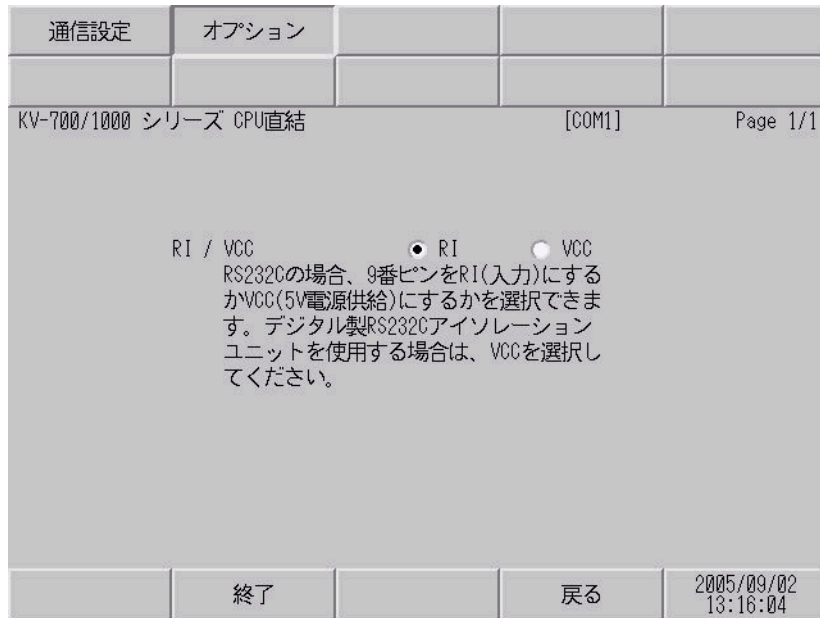 通信設定 オプション
KV-700/1000 シリーズ CPU直結 [COM1] Page 1/1
RI / VCC RI VCC
RS232Cの場合、9番ピンをRI(入力)にする
かVCC(5V電源供給)にするかを選択できま
す。デジタル製RS232Cアイソレーション
ユニットを使用する場合は、VCCを選択し
てください。
終了 戻る 2005/09/02
13:16:04